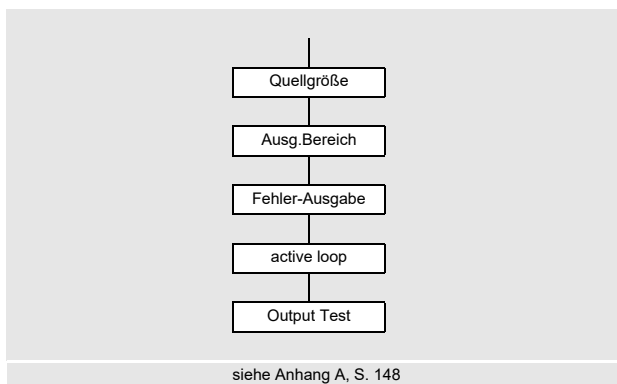 Quellgröße
Ausg.Bereich
Fehler-Ausgabe
active loop
Output Test
siehe Anhang A, S. 148